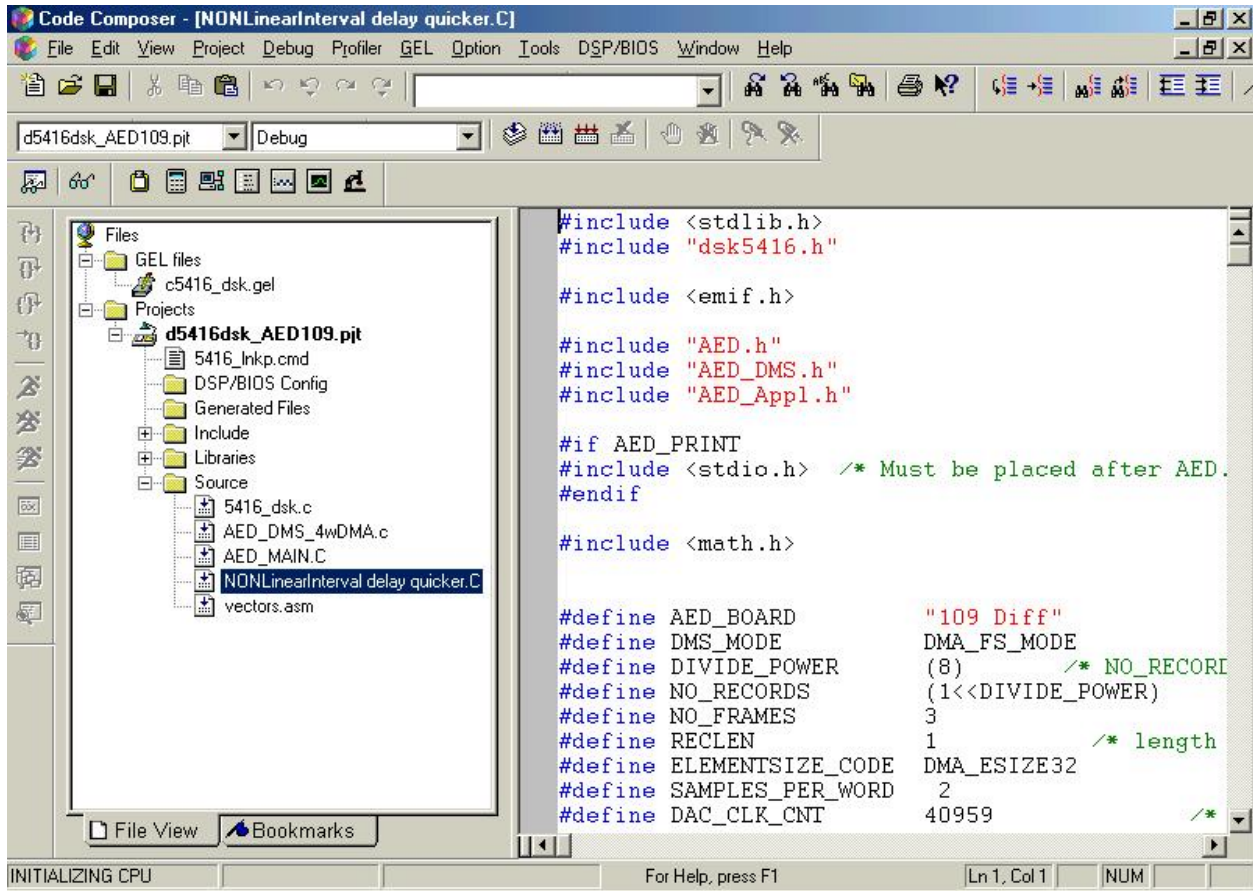 Code Composer - [NONLinearInterval delay quicker.C]
File Edit View Project Debug Profiler GEL Option Tools DSP/BIOS Window Help
d5416dsk_AED109.pjt Debug
Files
GEL files
c5416_dsk.gel
Projects
d5416dsk_AED109.pjt
5416_lnkp.cmd
DSP/BIOS Config
Generated Files
Include
Libraries
Source
5416_dsk.c
AED_DMS_4wDMA.c
AED_MAIN.C
NONLinearInterval delay quicker.C
vectors.asm
File View Bookmarks
#include <stdlib.h>
#include "dsk5416.h"
#include <emif.h>
#include "AED.h"
#include "AED_DMS.h"
#include "AED_Appl.h"
#if AED_PRINT
#include <stdio.h> /* Must be placed after AED.
#endif
#include <math.h>
#define AED_BOARD "109 Diff"
#define DMS_MODE DMA_FS_MODE
#define DIVIDE_POWER (8) /* NO_RECORD
#define NO_RECORDS (1<<DIVIDE_POWER)
#define NO_FRAMES 3
#define RECLEN 1 /* length
#define ELEMENTSIZE_CODE DMA_ESIZE32
#define SAMPLES_PER_WORD 2
#define DAC_CLK_CNT 40959 /*
INITIALIZING CPU For Help, press F1 Ln 1, Col 1 NUM